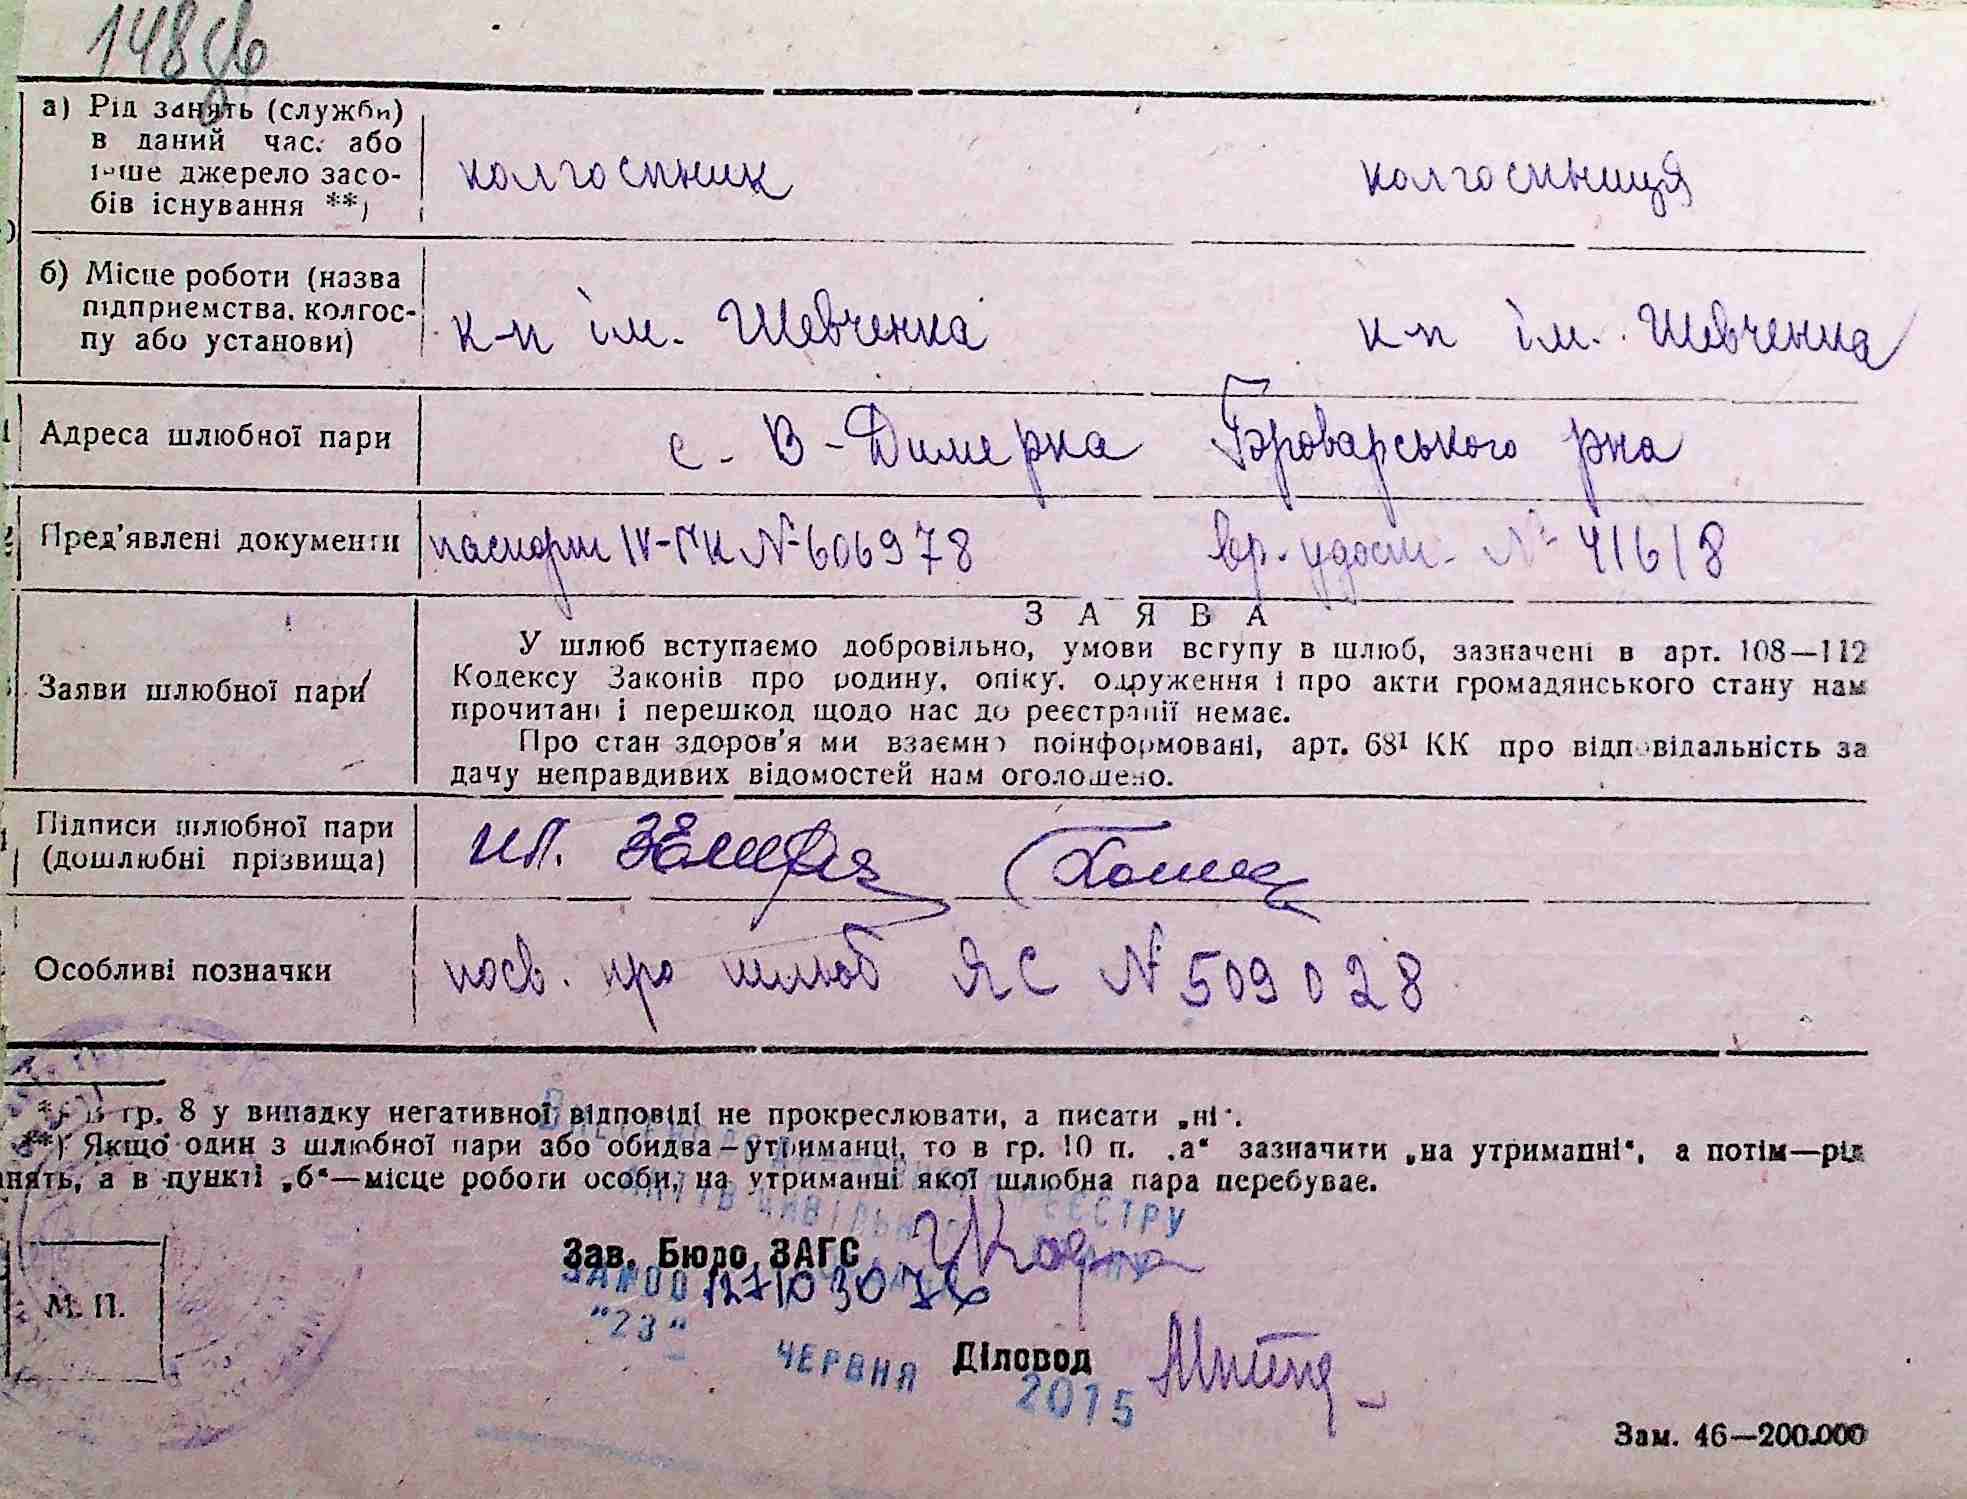 148 зв
а) Рід занять (служби) в даний час або інше джерело засобів існування **)
колгоспник колгоспниця
б) Місце роботи (назва підприємства, колгоспу або установи)
к-п ім. Шевченка к-п ім. Шевченка
Адреса шлюбної пари
с. В-Димерка Броварського рна
Пред'явлені документи
паспорт IV-ГК № 606978 вр. удост. № 41618
ЗАЯВА
Заяви шлюбної пари
У шлюб вступаємо добровільно, умови вступу в шлюб, зазначені в арт. 108—112
Кодексу Законів про родину, опіку, одруження і про акти громадянського стану нам
прочитані і перешкод щодо нас до реєстрації немає.
Про стан здоров'я ми взаємно поінформовані, арт. 68¹ КК про відповідальність за
дачу неправдивих відомостей нам оголошено.
Підписи шлюбної пари
(дошлюбні прізвища)
Особливі позначки
посв. про шлюб ЯС № 509028
*) В гр. 8 у випадку негативної відповіді не прокреслювати, а писати „ні“.
**) Якщо один з шлюбної пари або обидва—утриманці, то в гр. 10 п. „а“ зазначити „на утриманні“, а потім—рід
нять, а в пункті „б“—місце роботи особи, на утриманні якої шлюбна пара перебуває.
РЕЄСТРУ
Зав. Бюро ЗАГС
М. П.
"23"
ЧЕРВНЯ
Діловод
2015
Зам. 46—200.000